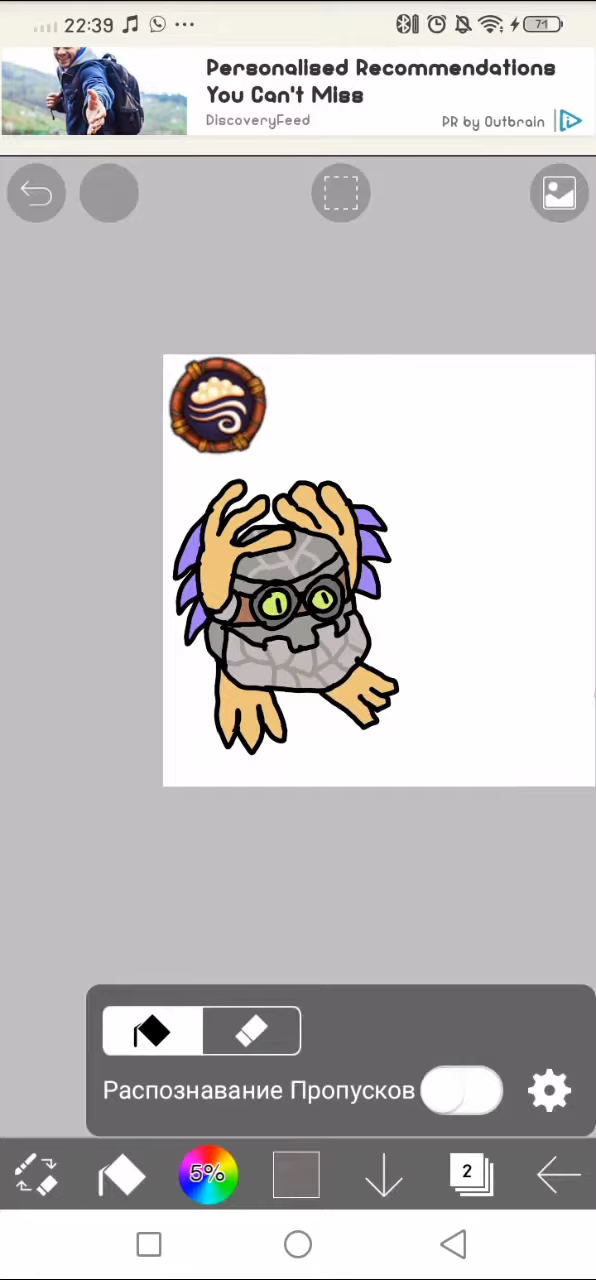 22:39
71
Personalised Recommendations
You Can't Miss
DiscoveryFeed
PR by Outbrain
Распознавание Пропусков
5%
2